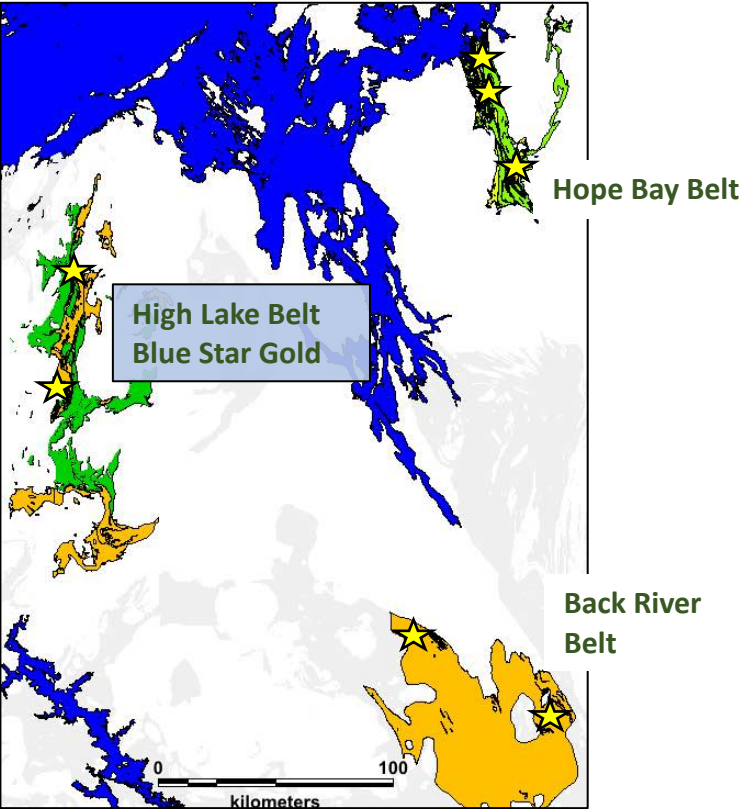 Hope Bay Belt
High Lake Belt
Blue Star Gold
Back River
Belt
0 100
kilometers